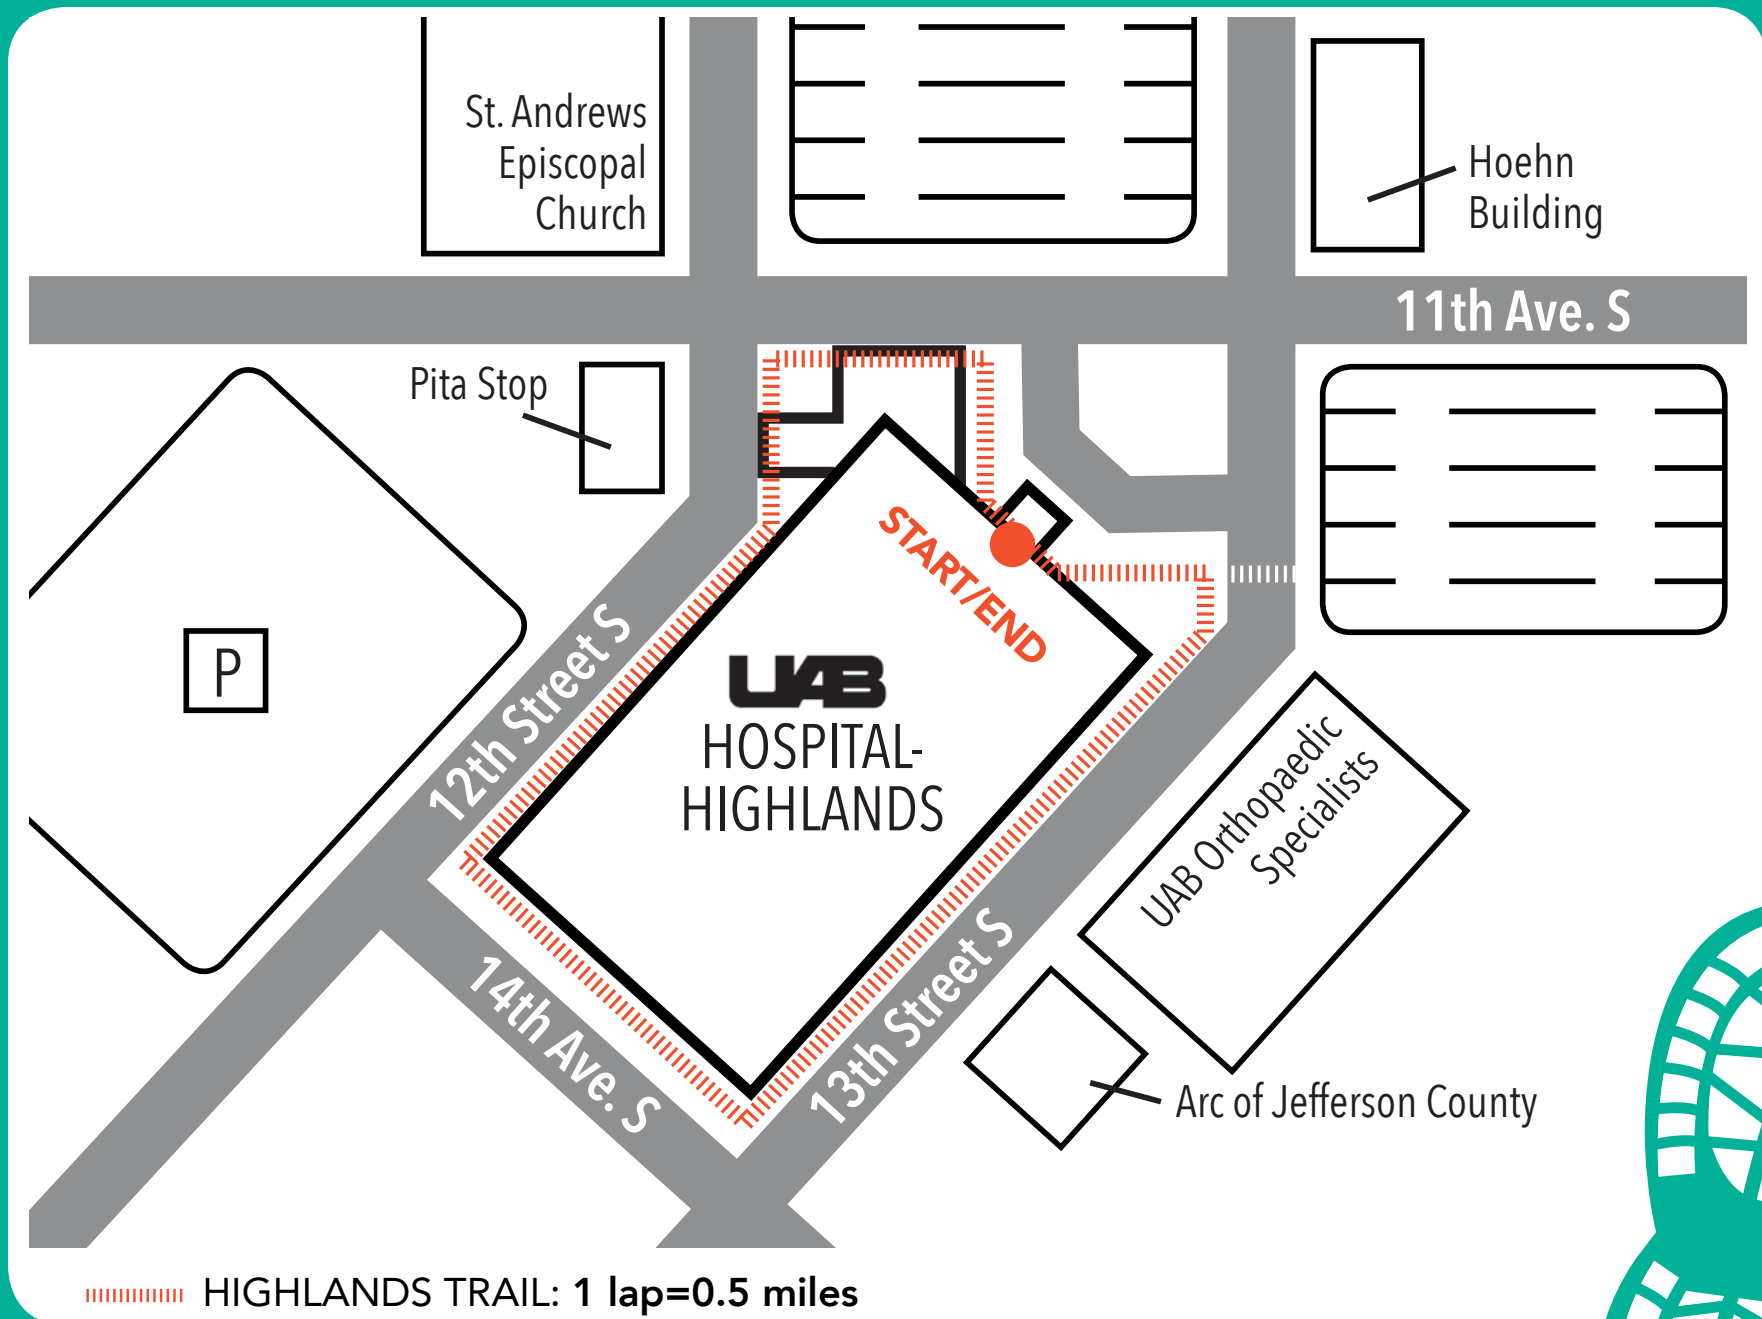 St. Andrews
Episcopal
Church
Hoehn
Building
11th Ave. S
Pita Stop
START/END
P
12th Street S
UAB
HOSPITAL-
HIGHLANDS
UAB Orthopaedic
Specialists
14th Ave. S
13th Street S
Arc of Jefferson County
HIGHLANDS TRAIL: 1 lap=0.5 miles